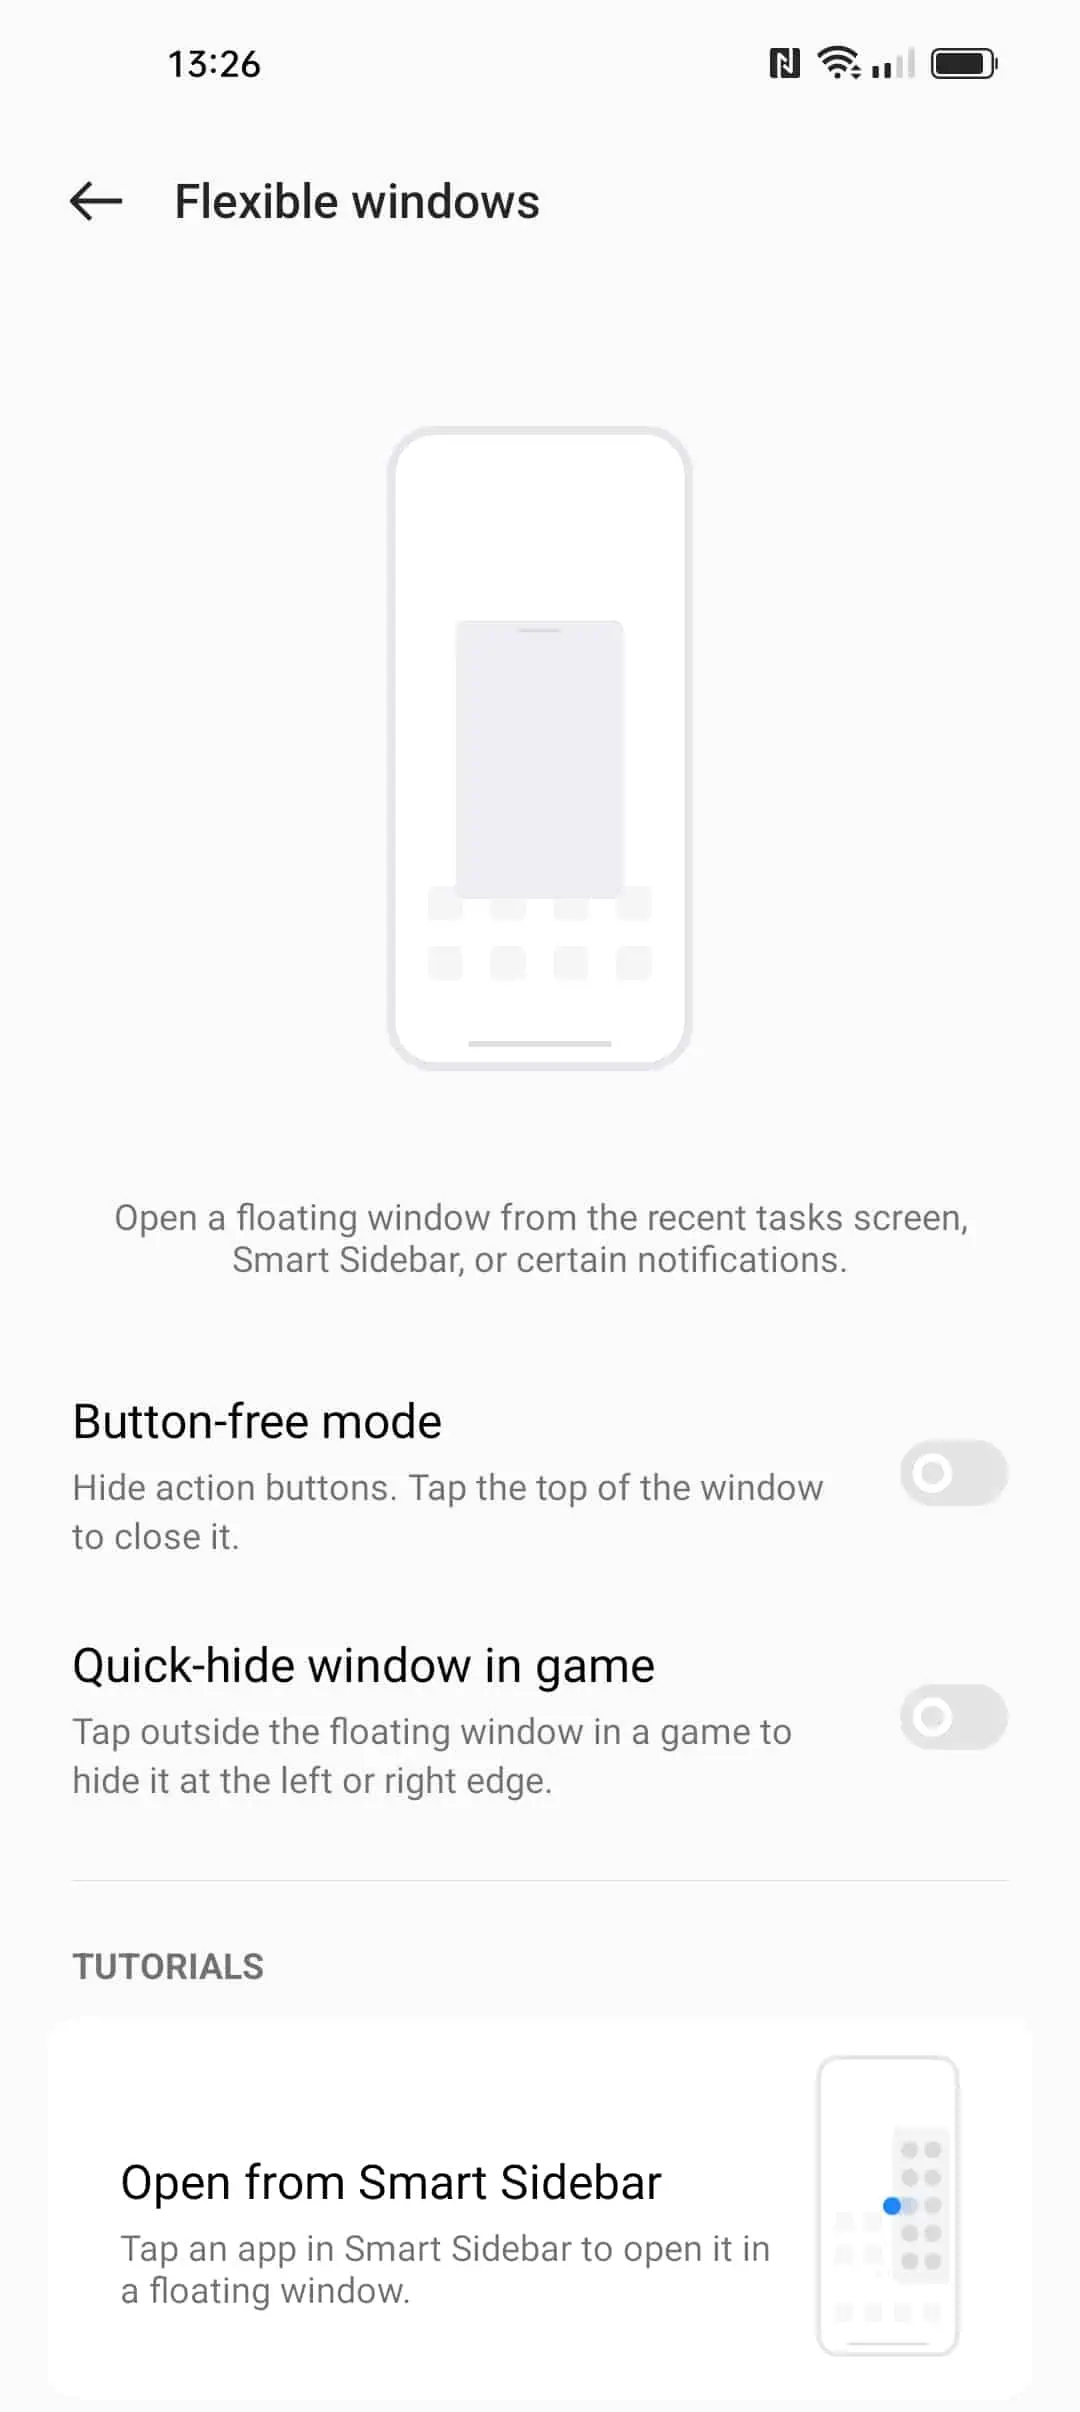 13:26
Flexible windows
Open a floating window from the recent tasks screen,
Smart Sidebar, or certain notifications.
Button-free mode
Hide action buttons. Tap the top of the window
to close it.
Quick-hide window in game
Tap outside the floating window in a game to
hide it at the left or right edge.
TUTORIALS
Open from Smart Sidebar
Tap an app in Smart Sidebar to open it in
a floating window.